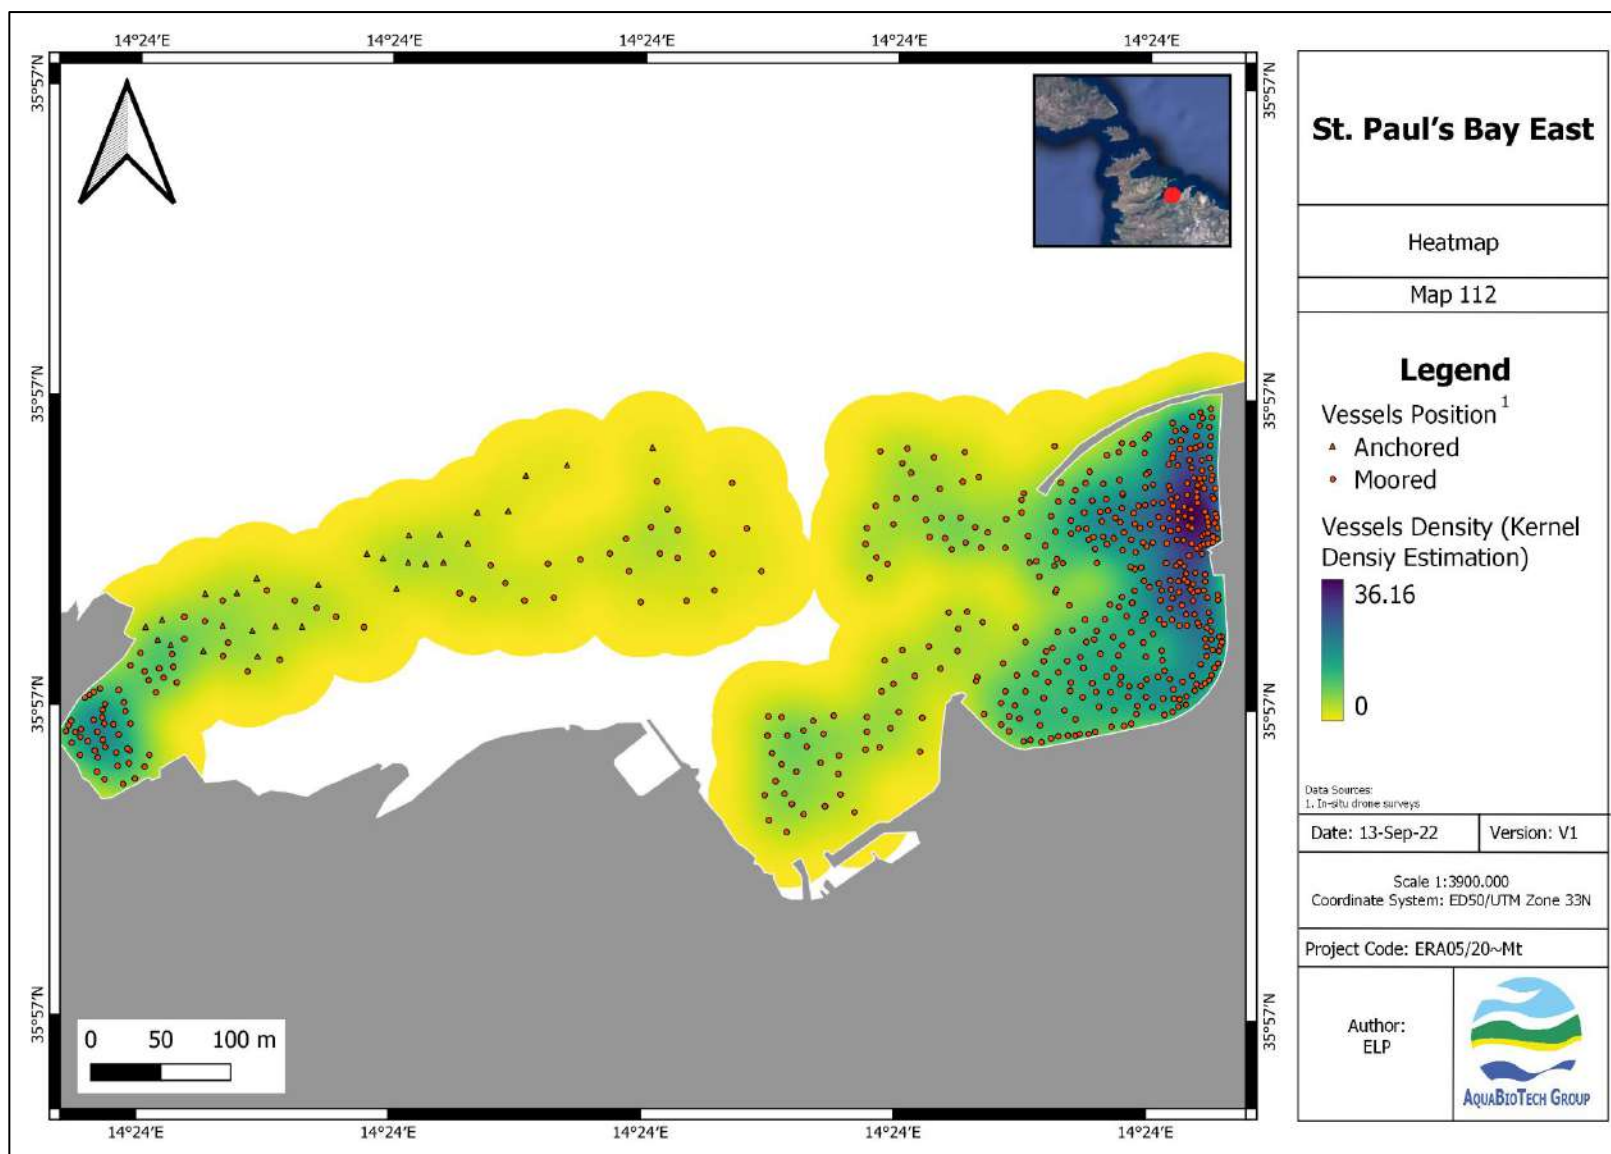 14°24'E 14°24'E 14°24'E 14°24'E 14°24'E
35°57'N 35°57'N
35°57'N 35°57'N
35°57'N 35°57'N
35°57'N 35°57'N
0 50 100 m
14°24'E 14°24'E 14°24'E 14°24'E 14°24'E
St. Paul's Bay East
Heatmap
Map 112
Legend
Vessels Position 1
Anchored
Moored
Vessels Density (Kernel
Densiy Estimation)
36.16
0
Data Sources:
1. In-situ drone surveys
Date: 13-Sep-22 Version: V1
Scale 1:3900.000
Coordinate System: ED50/UTM Zone 33N
Project Code: ERA05/20~Mt
Author:
ELP
AQUABIOTECH GROUP